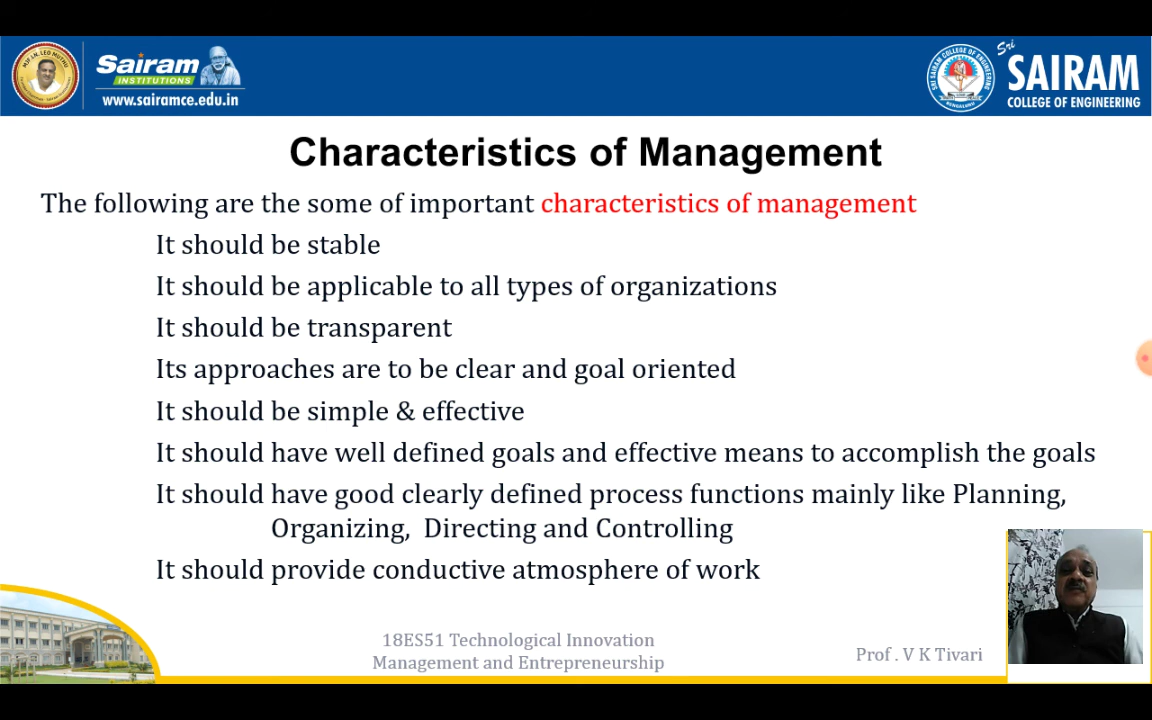 Sairam
INSTITUTIONS
www.sairamce.edu.in
Sri
SAIRAM
COLLEGE OF ENGINEERING
Characteristics of Management
The following are the some of important characteristics of management
It should be stable
It should be applicable to all types of organizations
It should be transparent
Its approaches are to be clear and goal oriented
It should be simple & effective
It should have well defined goals and effective means to accomplish the goals
It should have good clearly defined process functions mainly like Planning,
Organizing, Directing and Controlling
It should provide conductive atmosphere of work
18ES51 Technological Innovation
Management and Entrepreneurship
Prof . V K Tivari